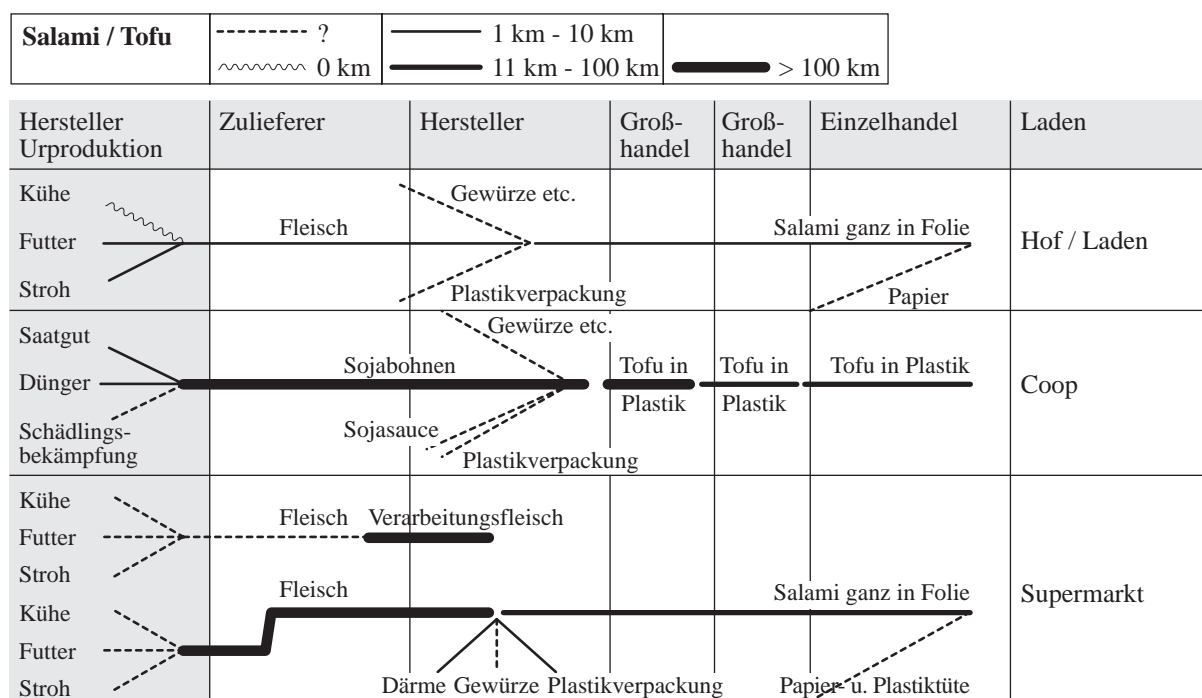 Salami / Tofu
?
1 km - 10 km
0 km
11 km - 100 km
> 100 km
Hersteller
Urproduktion
Zulieferer
Hersteller
Groß-
handel
Groß-
handel
Einzelhandel
Laden
Kühe
Gewürze etc.
Futter
Fleisch
Salami ganz in Folie
Hof / Laden
Stroh
Plastikverpackung
Papier
Saatgut
Gewürze etc.
Dünger
Sojabohnen
Tofu in
Plastik
Tofu in
Plastik
Tofu in Plastik
Coop
Schädlings-
bekämpfung
Sojasauce
Plastikverpackung
Kühe
Futter
Fleisch
Verarbeitungsfleisch
Stroh
Kühe
Fleisch
Salami ganz in Folie
Supermarkt
Futter
Stroh
Därme Gewürze Plastikverpackung
Papier- u. Plastiktüte